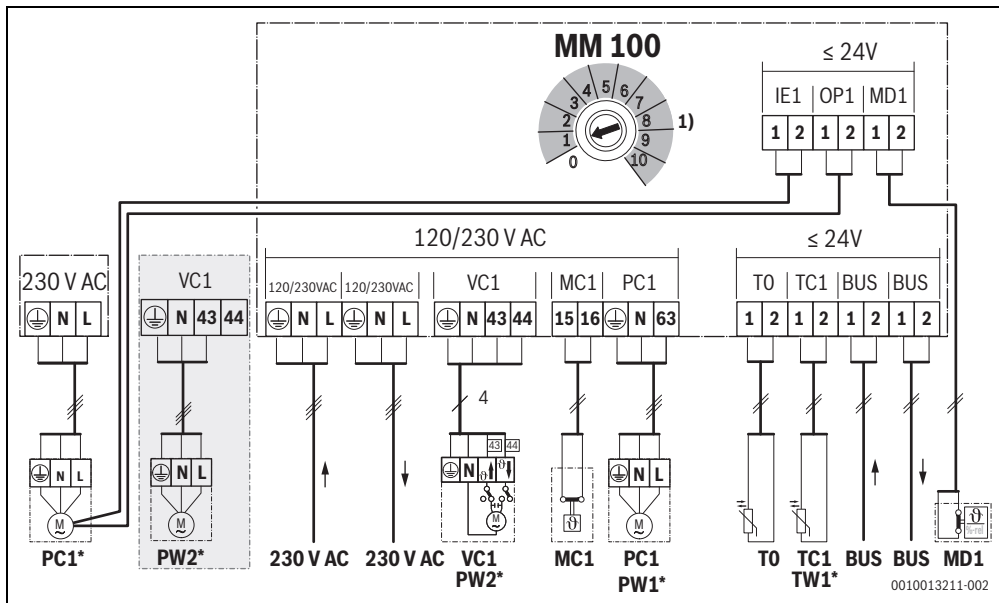 MM 100
≤ 24V
5 6
4 7
3 8
2 9
1 10
0
1)
IE1 OP1 MD1
1 2 1 2 1 2
120/230 V AC
≤ 24V
230 V AC
VC1
120/230VAC 120/230VAC
VC1
MC1 PC1
T0 TC1 BUS BUS
N L
N 43 44
N L N L
N 43 44
15 16
N 63
1 2 1 2 1 2 1 2
4
43 44
N L
N L
N ϑ ϑ
N L
M ~
M ~
M ~
ϑ
M ~
ϑ
%-rel
PC1*
PW2*
230 V AC
230 V AC
VC1
PW2*
MC1
PC1
PW1*
T0
TC1
TW1*
BUS
BUS
MD1
0010013211-002